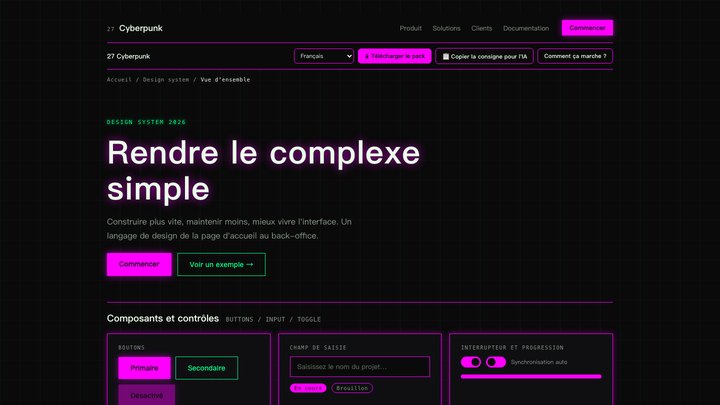 27 Cyberpunk
Produit Solutions Clients Documentation Commencer
27 Cyberpunk
Français Télécharger le pack Copier la consigne pour l'IA Comment ça marche ?
Accueil / Design system / Vue d'ensemble
DESIGN SYSTEM 2026
Rendre le complexe
simple
Construire plus vite, maintenir moins, mieux vivre l'interface. Un
langage de design de la page d'accueil au back-office.
Commencer Voir un exemple →
Composants et contrôles BUTTONS / INPUT / TOGGLE
BOUTONS
Primaire Secondaire
Désactivé
CHAMP DE SAISIE
Saisissez le nom du projet…
En cours Brouillon
INTERRUPTEUR ET PROGRESSION
Synchronisation auto